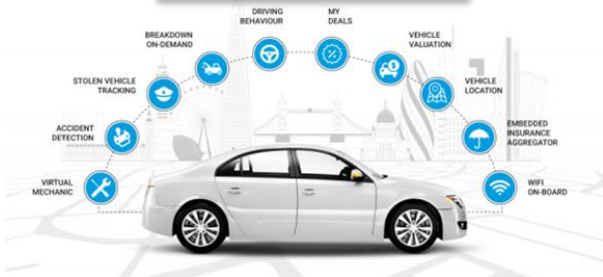 DRIVING
BEHAVIOUR
MY
DEALS
BREAKDOWN
ON-DEMAND
VEHICLE
VALUATION
STOLEN VEHICLE
TRACKING
VEHICLE
LOCATION
ACCIDENT
DETECTION
EMBEDDED
INSURANCE
AGGREGATOR
VIRTUAL
MECHANIC
WIFI
ON-BOARD